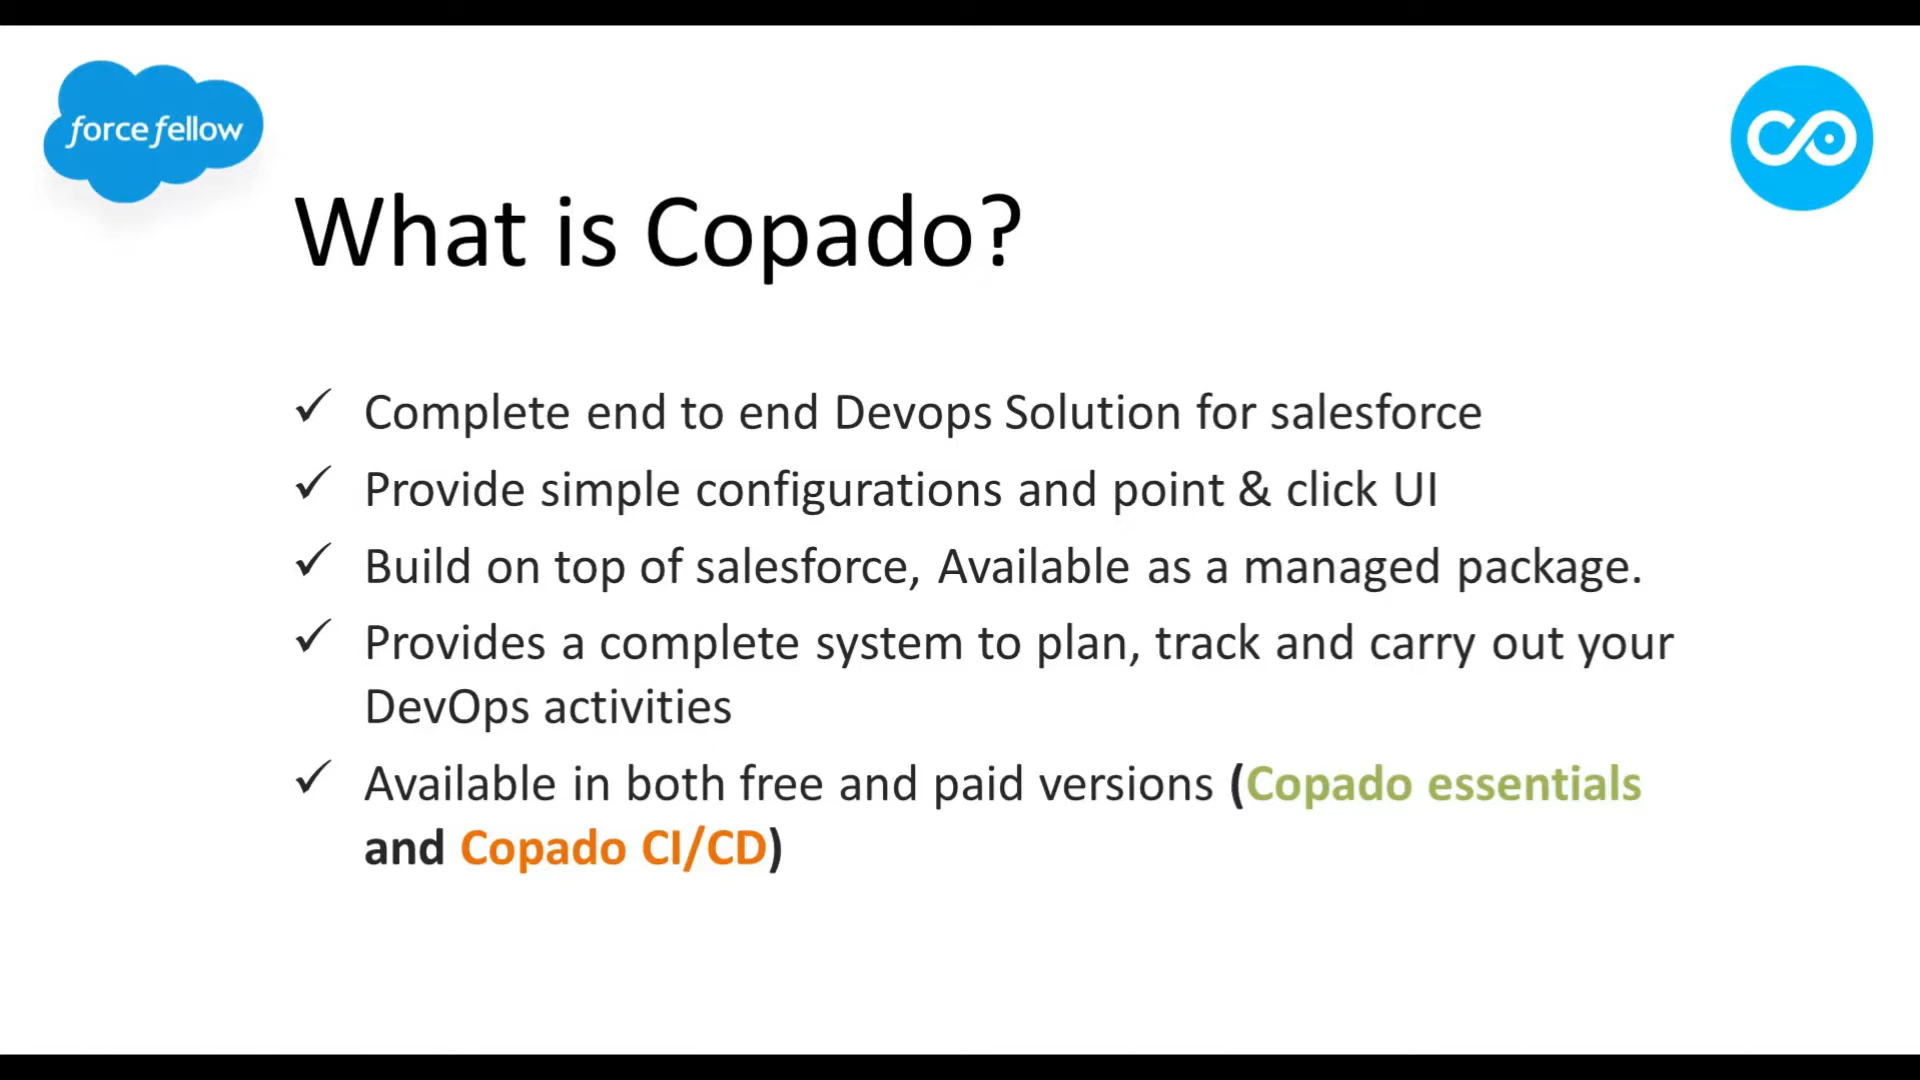 force fellow
What is Copado?
✓ Complete end to end Devops Solution for salesforce
✓ Provide simple configurations and point & click UI
✓ Build on top of salesforce, Available as a managed package.
✓ Provides a complete system to plan, track and carry out your
DevOps activities
✓ Available in both free and paid versions (Copado essentials
and Copado CI/CD)